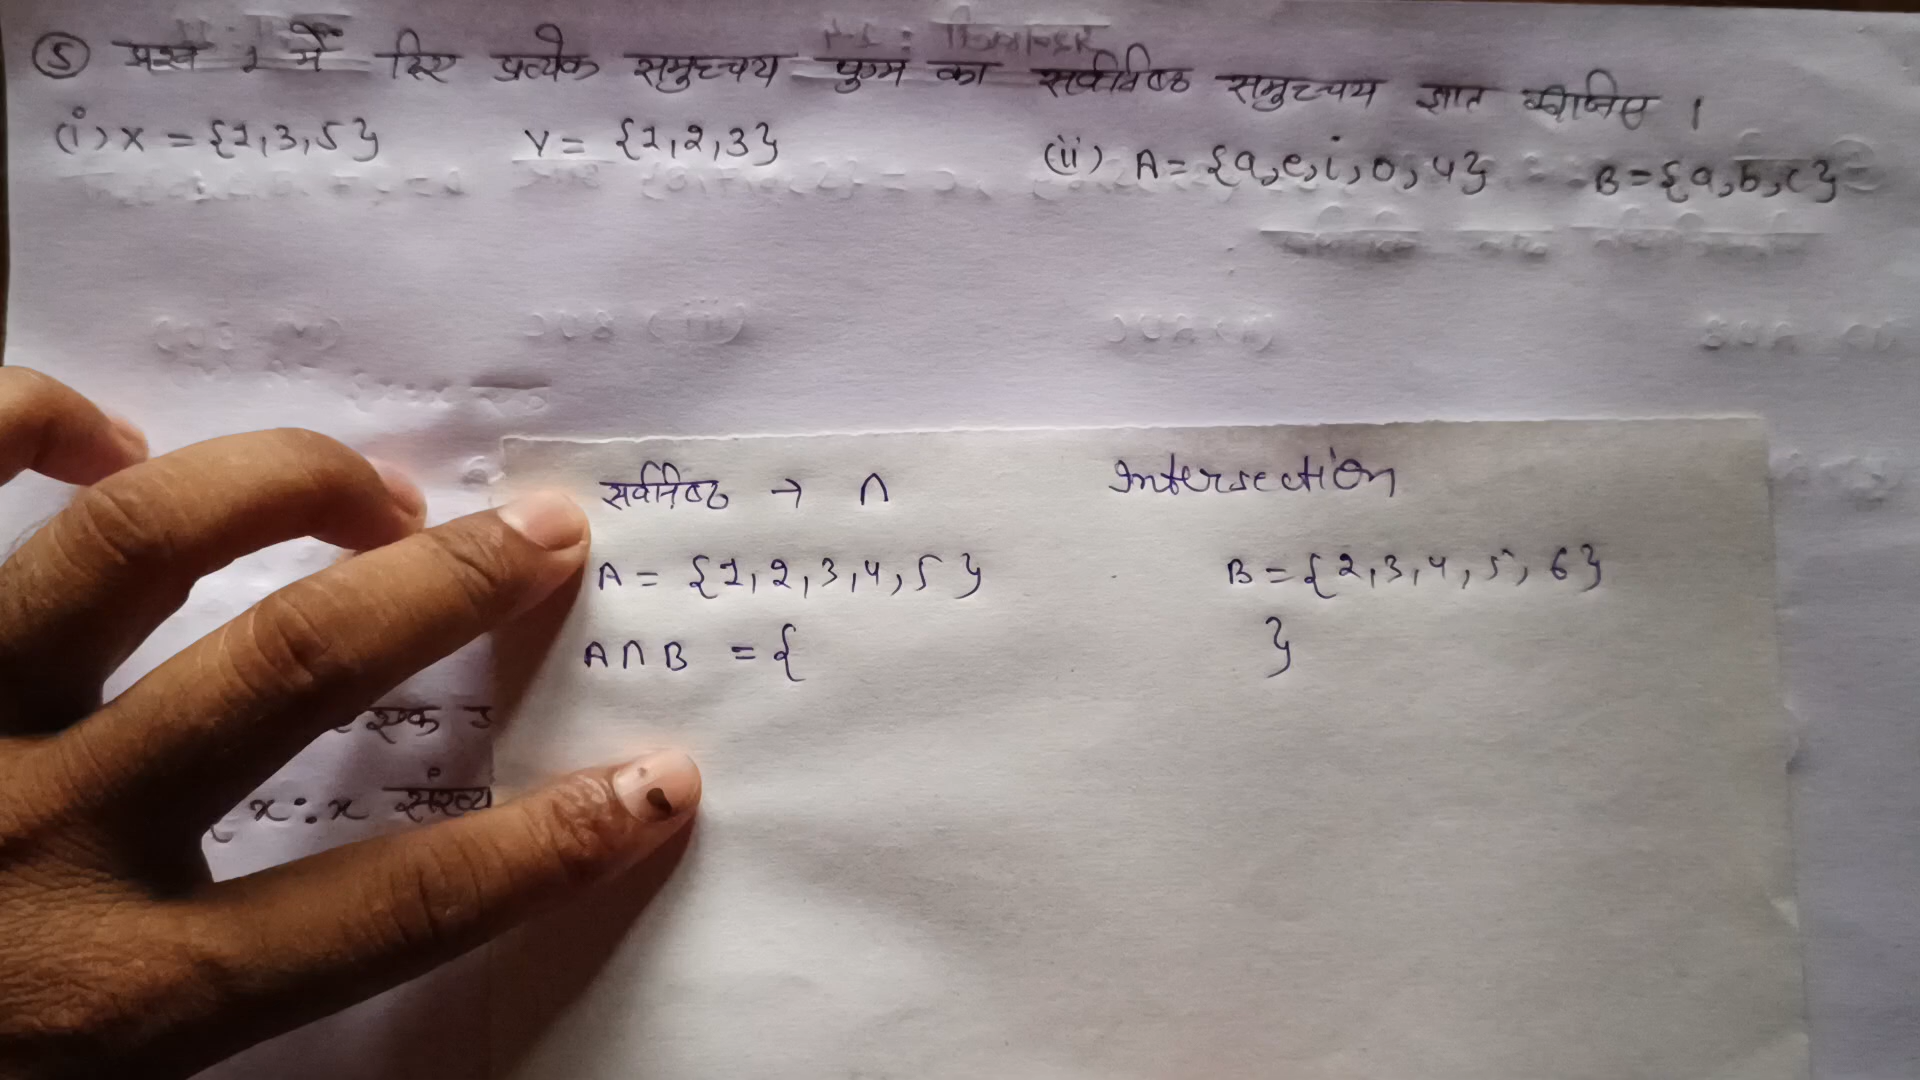 ⑤ प्रश्न 1 में दिए प्रत्येक समुच्चय युग्म का सर्वनिष्ठ समुच्चय ज्ञात कीजिए ।
(i) X = {1,3,5} Y = {1,2,3} (ii) A = {a,e,i,o,u} B = {a,b,c}
सर्वनिष्ठ → ∩ Intersection
A = {1,2,3,4,5} B = {2,3,4,5,6}
A∩B = { }
एक
{x:x संख्या